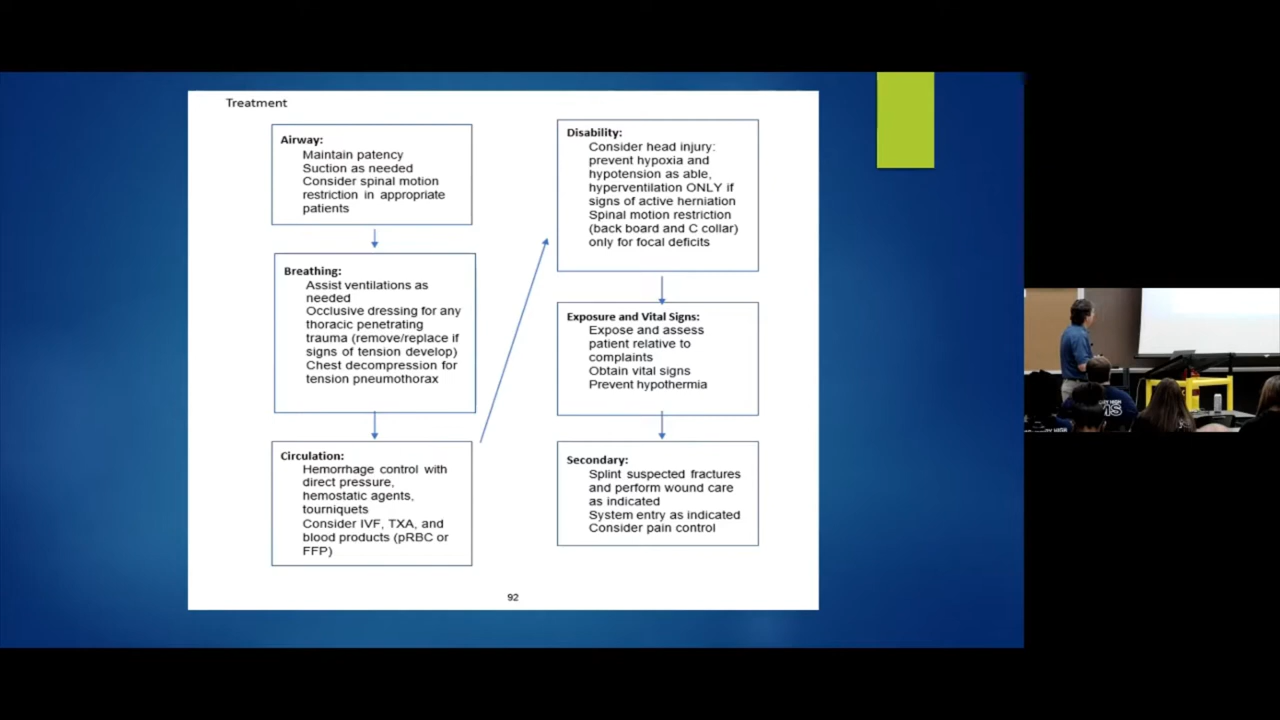 Treatment
Airway:
Maintain patency
Suction as needed
Consider spinal motion
restriction in appropriate
patients
Breathing:
Assist ventilations as
needed
Occlusive dressing for any
thoracic penetrating
trauma (remove/replace if
signs of tension develop)
Chest decompression for
tension pneumothorax
Circulation:
Hemorrhage control with
direct pressure,
hemostatic agents,
tourniquets
Consider IVF, TXA, and
blood products (pRBC or
FFP)
Disability:
Consider head injury:
prevent hypoxia and
hypotension as able,
hyperventilation ONLY if
signs of active herniation
Spinal motion restriction
(back board and C collar)
only for focal deficits
Exposure and Vital Signs:
Expose and assess
patient relative to
complaints
Obtain vital signs
Prevent hypothermia
Secondary:
Splint suspected fractures
and perform wound care
as indicated
System entry as indicated
Consider pain control
92